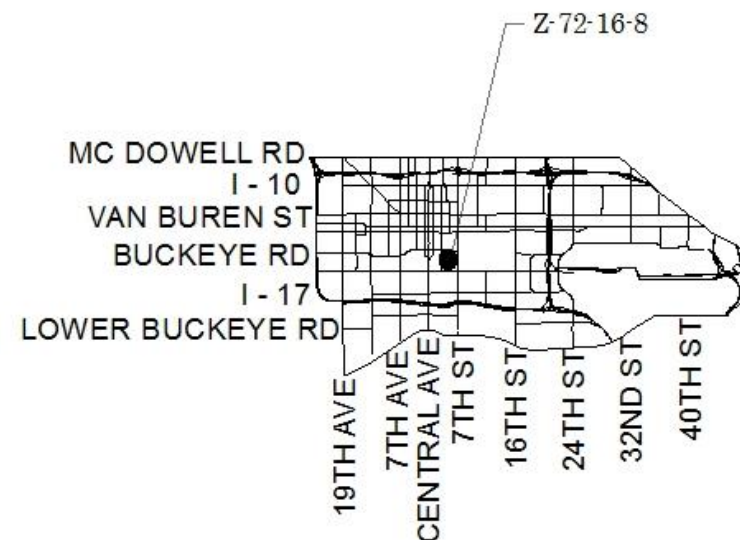 Z-72-16-8
MC DOWELL RD
I - 10
VAN BUREN ST
BUCKEYE RD
I - 17
LOWER BUCKEYE RD
19TH AVE
7TH AVE
CENTRAL AVE
7TH ST
16TH ST
24TH ST
32ND ST
40TH ST